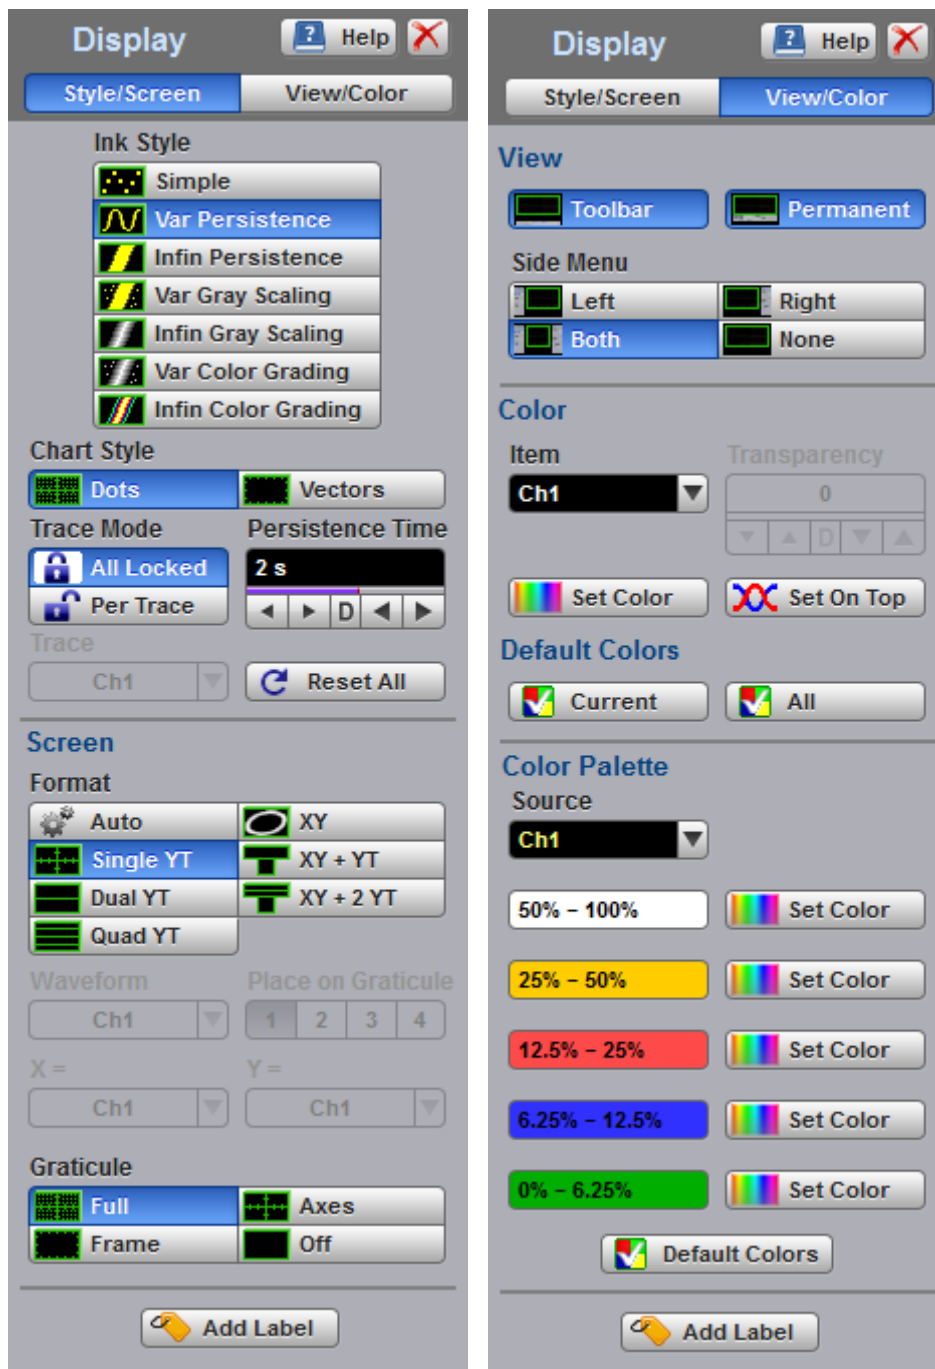 Display
Help
Style/Screen
View/Color
Ink Style
Simple
Var Persistence
Infin Persistence
Var Gray Scaling
Infin Gray Scaling
Var Color Grading
Infin Color Grading
Chart Style
Dots
Vectors
Trace Mode
Persistence Time
All Locked
2 s
Per Trace
D
Trace
Ch1
Reset All
Screen
Format
Auto
XY
Single YT
XY + YT
Dual YT
XY + 2 YT
Quad YT
Waveform
Place on Graticule
Ch1
1 2 3 4
X =
Y =
Ch1
Ch1
Graticule
Full
Axes
Frame
Off
Add Label
Display
Help
Style/Screen
View/Color
View
Toolbar
Permanent
Side Menu
Left
Right
Both
None
Color
Item
Transparency
Ch1
0
D
Set Color
Set On Top
Default Colors
Current
All
Color Palette
Source
Ch1
50% – 100%
Set Color
25% – 50%
Set Color
12.5% – 25%
Set Color
6.25% – 12.5%
Set Color
0% – 6.25%
Set Color
Default Colors
Add Label